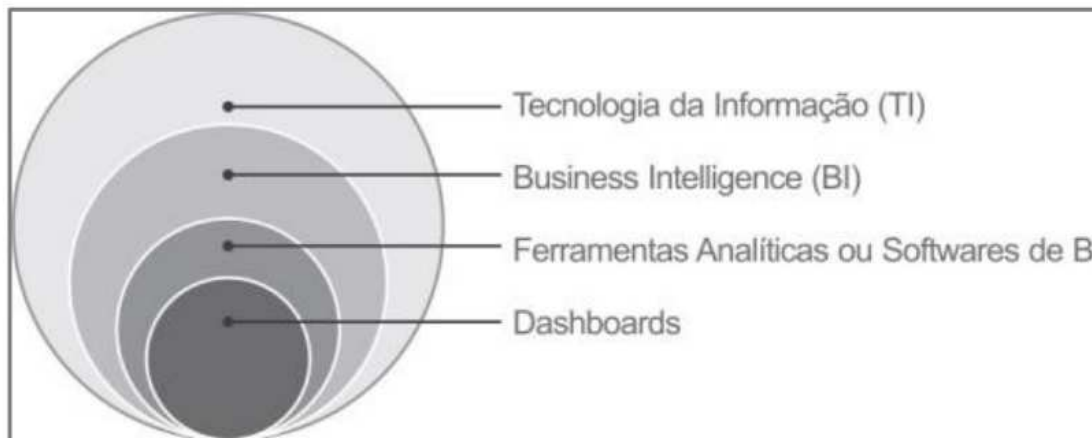 Tecnologia da Informação (TI)
Business Intelligence (BI)
Ferramentas Analíticas ou Softwares de B
Dashboards